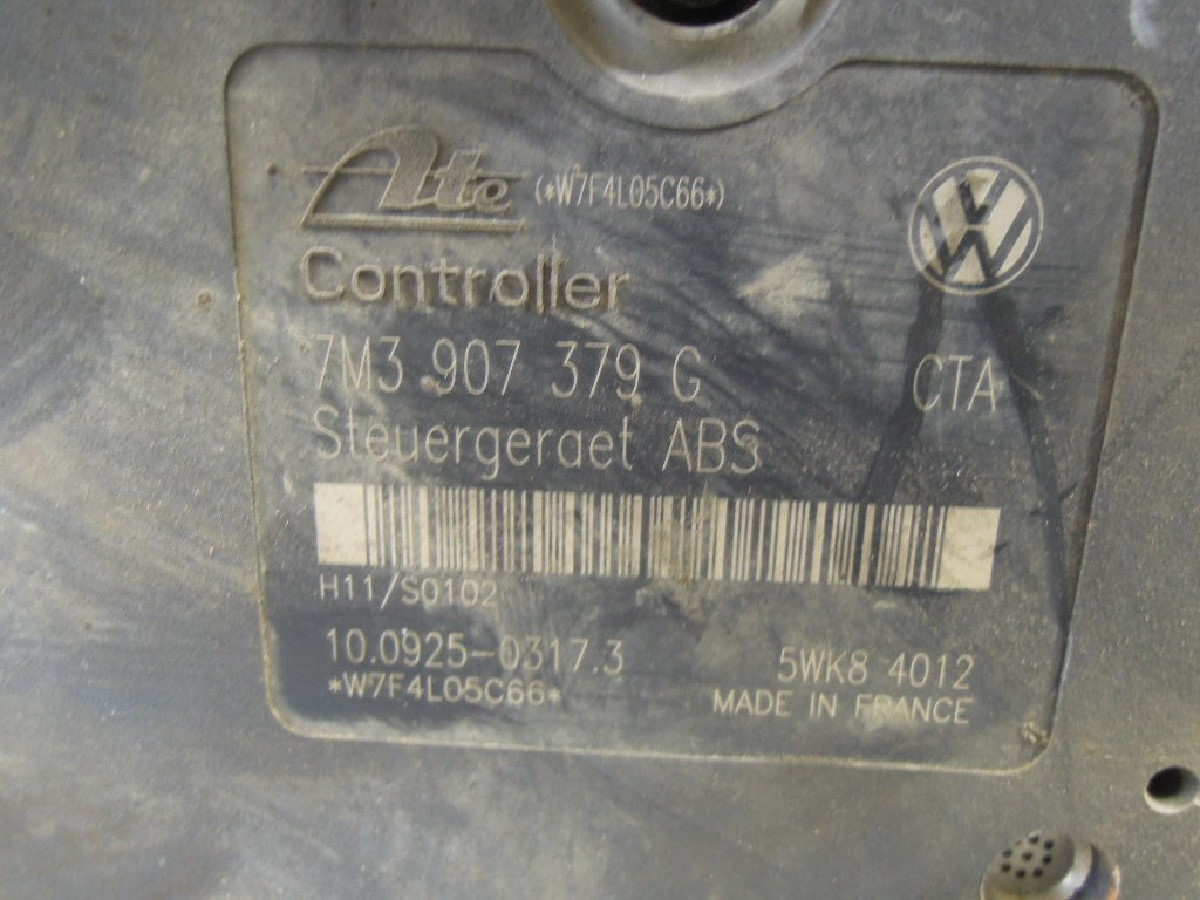 Ate (*W7F4L05C66*)
Controller
7M3 907 379 G CTA
Steuergeraet ABS
H11/S0102
10.0925-0317.3 5WK8 4012
*W7F4L05C66* MADE IN FRANCE